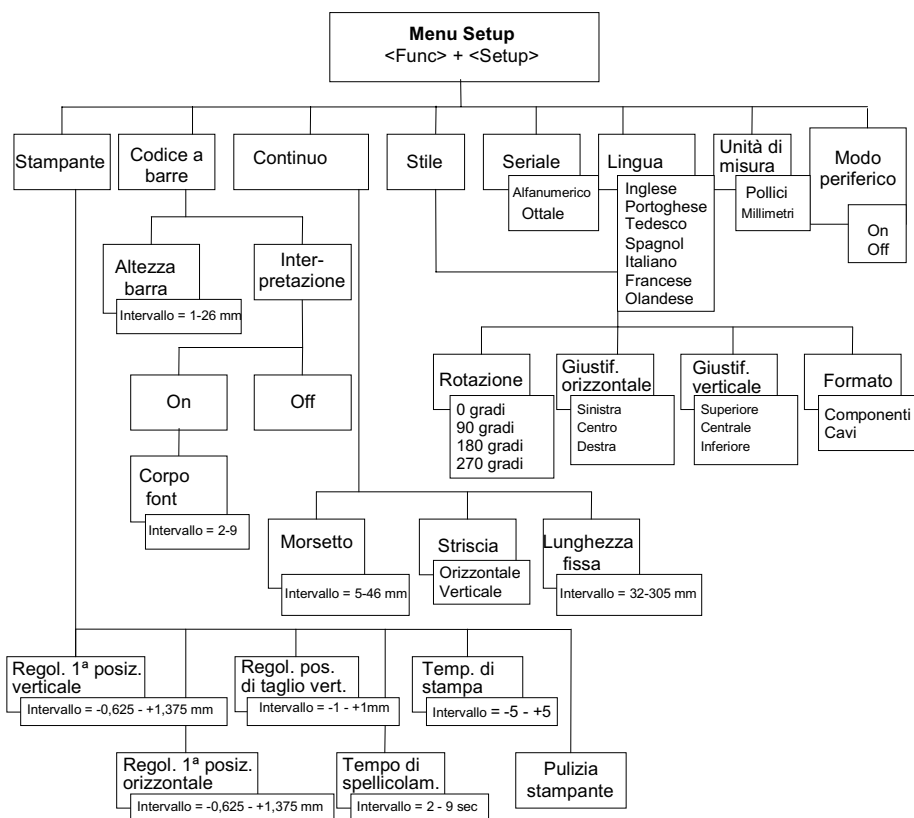 Menu Setup
<Func> + <Setup>
Stampante
Codice a
barre
Continuo
Stile
Seriale
Alfanumerico
Ottale
Lingua
Inglese
Portoghese
Tedesco
Spagnol
Italiano
Francese
Olandese
Unità di
misura
Pollici
Millimetri
Modo
periferico
On
Off
Altezza
barra
Intervallo = 1-26 mm
Inter-
pretazione
On
Off
Corpo
font
Intervallo = 2-9
Rotazione
0 gradi
90 gradi
180 gradi
270 gradi
Giustif.
orizzontale
Sinistra
Centro
Destra
Giustif.
verticale
Superiore
Centrale
Inferiore
Formato
Componenti
Cavi
Morsetto
Intervallo = 5-46 mm
Striscia
Orizzontale
Verticale
Lunghezza
fissa
Intervallo = 32-305 mm
Regol. 1ª posiz.
verticale
Intervallo = -0,625 - +1,375 mm
Regol. pos.
di taglio vert.
Intervallo = -1 - +1mm
Temp. di
stampa
Intervallo = -5 - +5
Regol. 1ª posiz.
orizzontale
Intervallo = -0,625 - +1,375 mm
Tempo di
spellicolam.
Intervallo = 2 - 9 sec
Pulizia
stampante